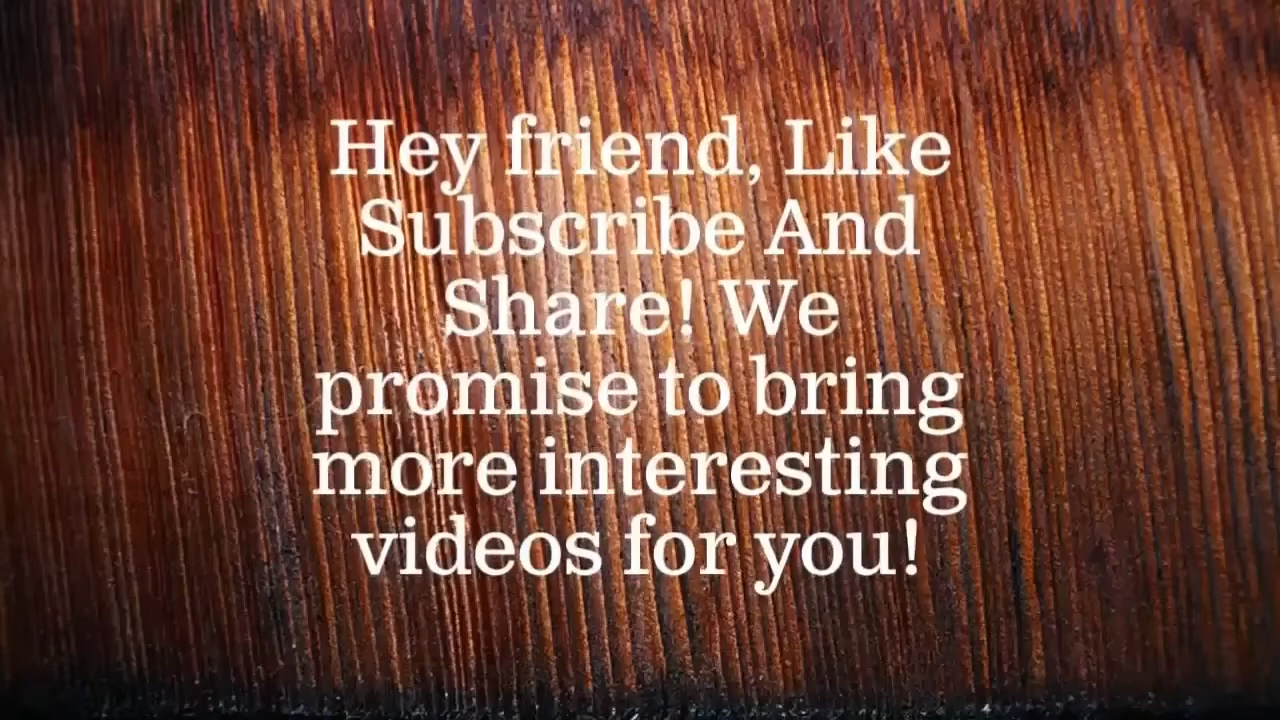 Hey friend, Like
Subscribe And
Share! We
promise to bring
more interesting
videos for you!